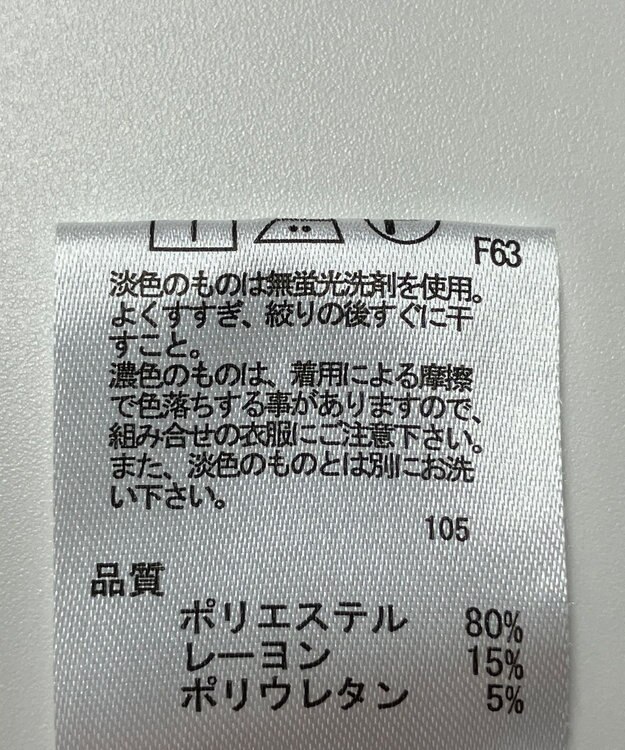 F63
淡色のものは無蛍光洗剤を使用。
よくすすぎ、絞りの後すぐに干
すこと。
濃色のものは、着用による摩擦
で色落ちする事がありますので、
組み合せの衣服にご注意下さい。
また、淡色のものとは別にお洗
い下さい。
105
品質
ポリエステル 80%
レーヨン 15%
ポリウレタン 5%